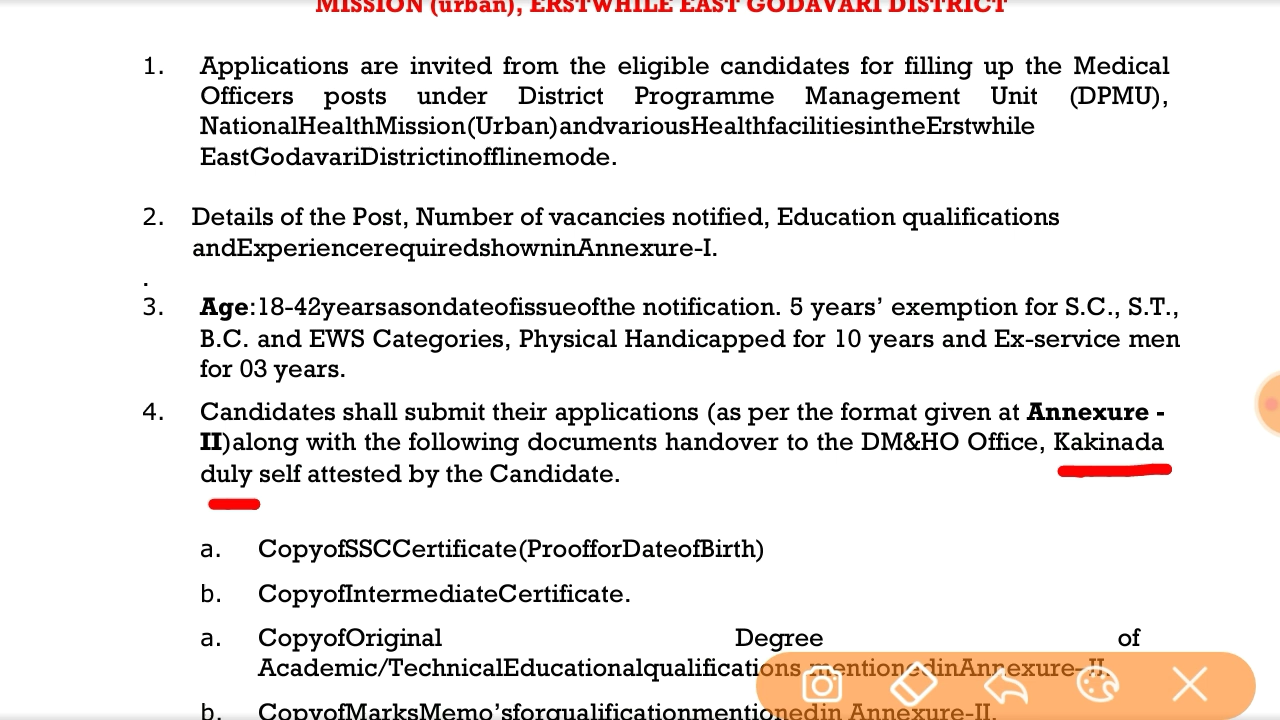 MISSION (urban), ERSTWHILE EAST GODAVARI DISTRICT
1. Applications are invited from the eligible candidates for filling up the Medical
Officers posts under District Programme Management Unit (DPMU),
NationalHealthMission(Urban)andvariousHealthfacilitiesintheErstwhile
EastGodavariDistrictinofflinemode.
2. Details of the Post, Number of vacancies notified, Education qualifications
andExperiencerequiredshowninAnnexure-I.
.
3. Age:18-42yearsasondateofissueofthe notification. 5 years’ exemption for S.C., S.T.,
B.C. and EWS Categories, Physical Handicapped for 10 years and Ex-service men
for 03 years.
4. Candidates shall submit their applications (as per the format given at Annexure -
II)along with the following documents handover to the DM&HO Office, Kakinada
duly self attested by the Candidate.
a. CopyofSSCCertificate(ProofforDateofBirth)
b. CopyofIntermediateCertificate.
a. CopyofOriginal Degree of
Academic/TechnicalEducationalqualifications mentionedinAnnexure-II.
b. CopyofMarksMemo’sforqualificationmentionedin Annexure-II.